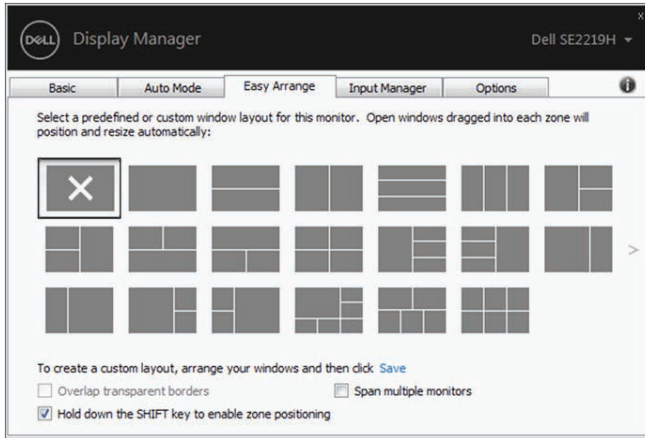 x
DELL Display Manager Dell SE2219H
Basic Auto Mode Easy Arrange Input Manager Options i
Select a predefined or custom window layout for this monitor. Open windows dragged into each zone will
position and resize automatically:
>
To create a custom layout, arrange your windows and then click Save
Overlap transparent borders Span multiple monitors
Hold down the SHIFT key to enable zone positioning